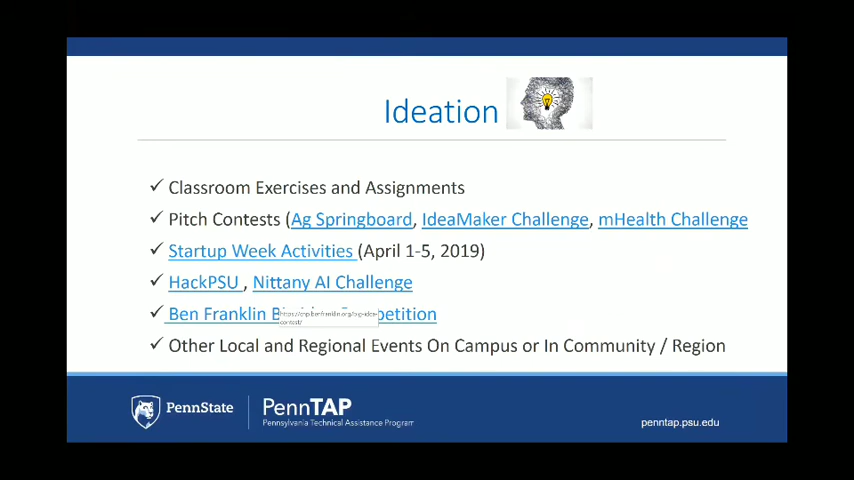 Ideation
✓ Classroom Exercises and Assignments
✓ Pitch Contests (Ag Springboard, IdeaMaker Challenge, mHealth Challenge
✓ Startup Week Activities (April 1-5, 2019)
✓ HackPSU , Nittany AI Challenge
✓ Ben Franklin
✓ Other Local and Regional Events On Campus or In Community / Region
PennState
PennTAP
Pennsylvania Technical Assistance Program
penntap.psu.edu